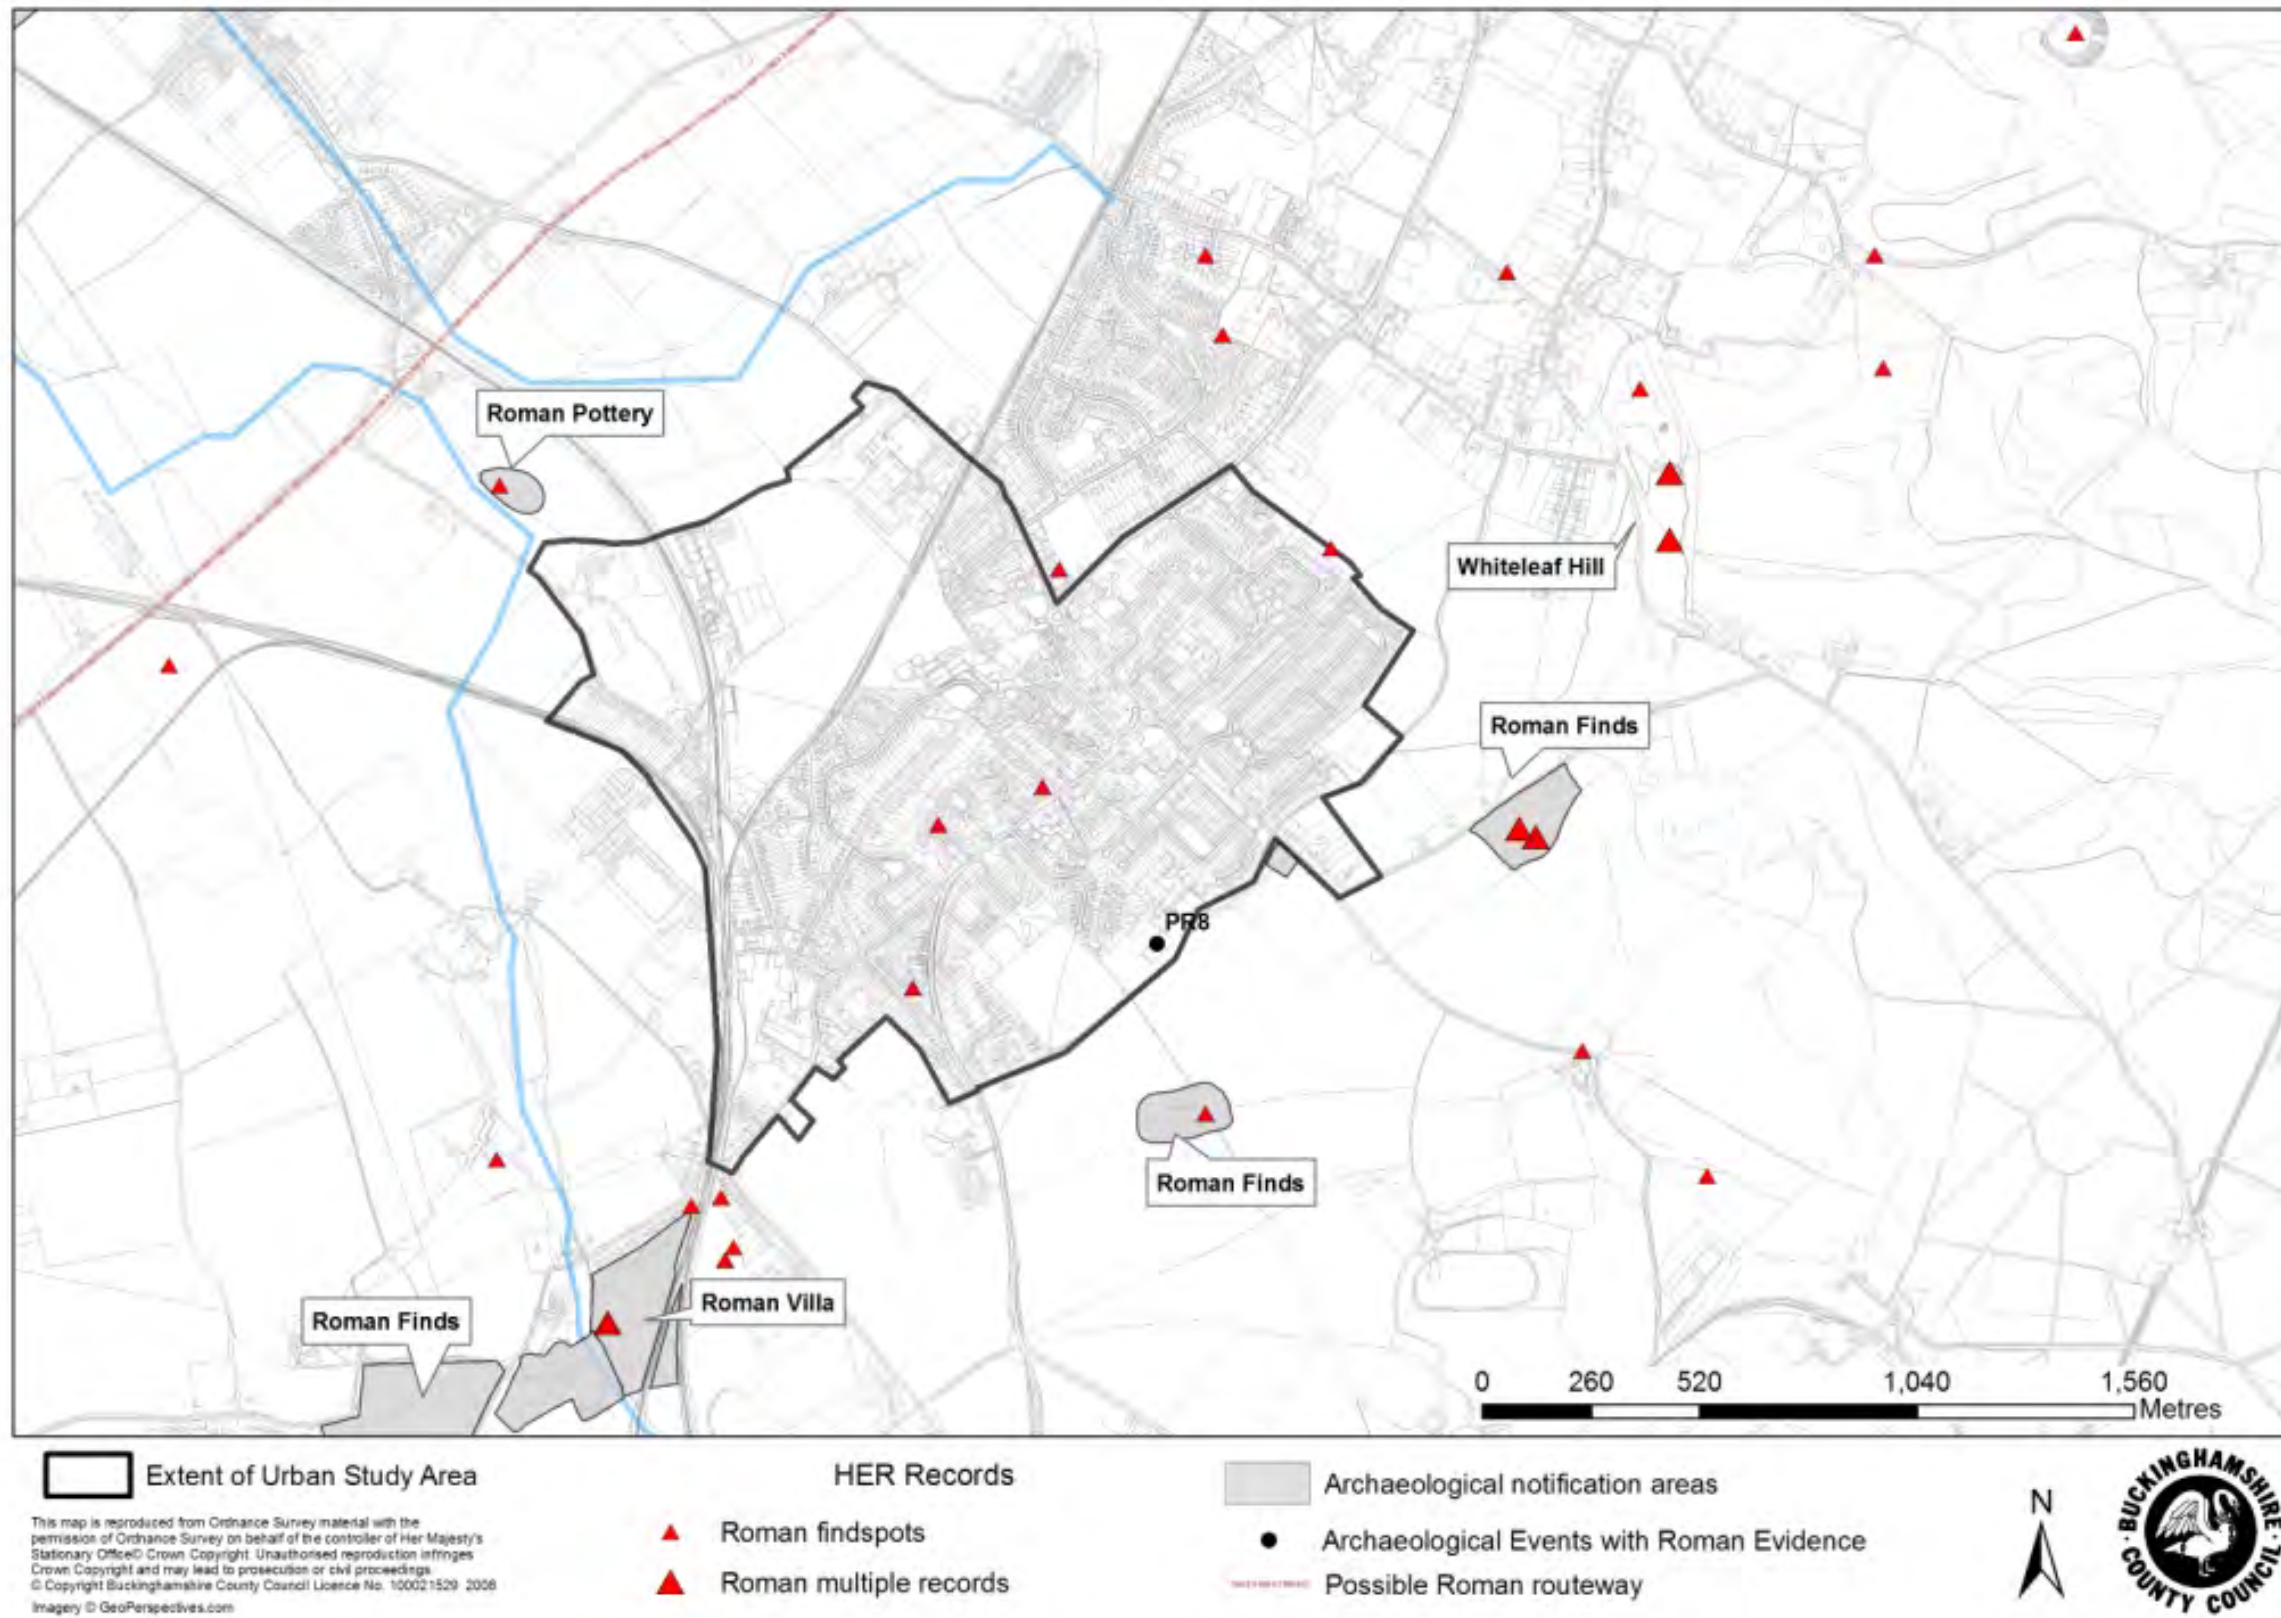 Roman Pottery
Whiteleaf Hill
Roman Finds
PR8
Roman Finds
Roman Villa
Roman Finds
0 260 520 1,040 1,560
Metres
Extent of Urban Study Area
This map is reproduced from Ordnance Survey material with the
permission of Ordnance Survey on behalf of the controller of Her Majesty's
Stationary Office© Crown Copyright. Unauthorised reproduction infringes
Crown Copyright and may lead to prosecution or civil proceedings
© Copyright Buckinghamshire County Council Licence No. 100021529 2008
Imagery © GeoPerspectives.com
HER Records
Roman findspots
Roman multiple records
Archaeological notification areas
Archaeological Events with Roman Evidence
Possible Roman routeway
N
BUCKINGHAMSHIRE
COUNTY COUNCIL